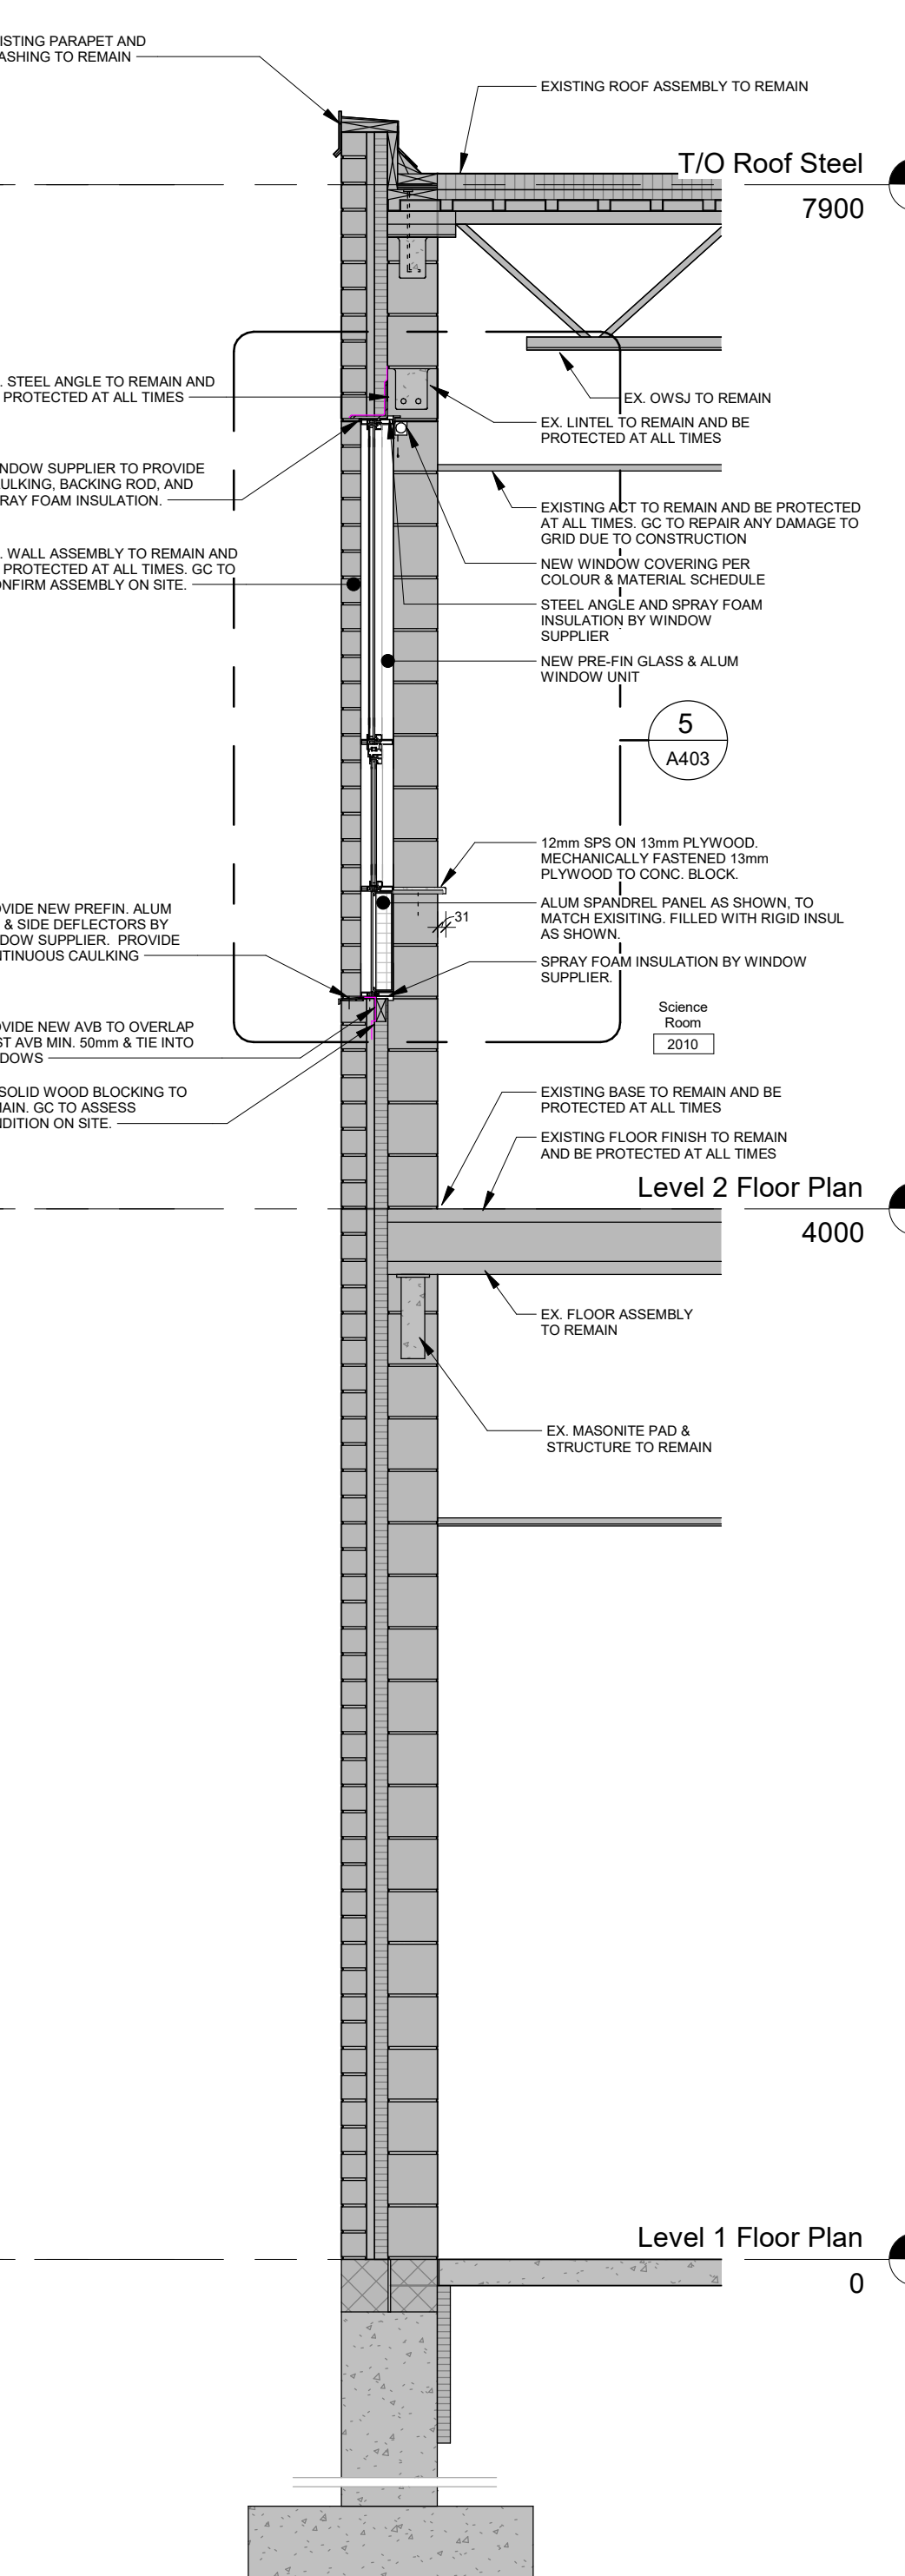 ISTING PARAPET AND
ASHING TO REMAIN
EXISTING ROOF ASSEMBLY TO REMAIN
T/O Roof Steel
7900
. STEEL ANGLE TO REMAIN AND
PROTECTED AT ALL TIMES
EX. OWSJ TO REMAIN
EX. LINTEL TO REMAIN AND BE
PROTECTED AT ALL TIMES
NDOW SUPPLIER TO PROVIDE
ULKING, BACKING ROD, AND
RAY FOAM INSULATION.
EXISTING ACT TO REMAIN AND BE PROTECTED
AT ALL TIMES. GC TO REPAIR ANY DAMAGE TO
GRID DUE TO CONSTRUCTION
. WALL ASSEMBLY TO REMAIN AND
PROTECTED AT ALL TIMES. GC TO
ONFIRM ASSEMBLY ON SITE.
NEW WINDOW COVERING PER
COLOUR & MATERIAL SCHEDULE
STEEL ANGLE AND SPRAY FOAM
INSULATION BY WINDOW
SUPPLIER
NEW PRE-FIN GLASS & ALUM
WINDOW UNIT
5
A403
12mm SPS ON 13mm PLYWOOD.
MECHANICALLY FASTENED 13mm
PLYWOOD TO CONC. BLOCK.
OVIDE NEW PREFIN. ALUM
& SIDE DEFLECTORS BY
DOW SUPPLIER. PROVIDE
NTINUOUS CAULKING
ALUM SPANDREL PANEL AS SHOWN, TO
MATCH EXISITING. FILLED WITH RIGID INSUL
AS SHOWN.
31
SPRAY FOAM INSULATION BY WINDOW
SUPPLIER.
Science
Room
2010
OVIDE NEW AVB TO OVERLAP
ST AVB MIN. 50mm & TIE INTO
DOWS
SOLID WOOD BLOCKING TO
MAIN. GC TO ASSESS
NDITION ON SITE.
EXISTING BASE TO REMAIN AND BE
PROTECTED AT ALL TIMES
EXISTING FLOOR FINISH TO REMAIN
AND BE PROTECTED AT ALL TIMES
Level 2 Floor Plan
4000
EX. FLOOR ASSEMBLY
TO REMAIN
EX. MASONITE PAD &
STRUCTURE TO REMAIN
Level 1 Floor Plan
0